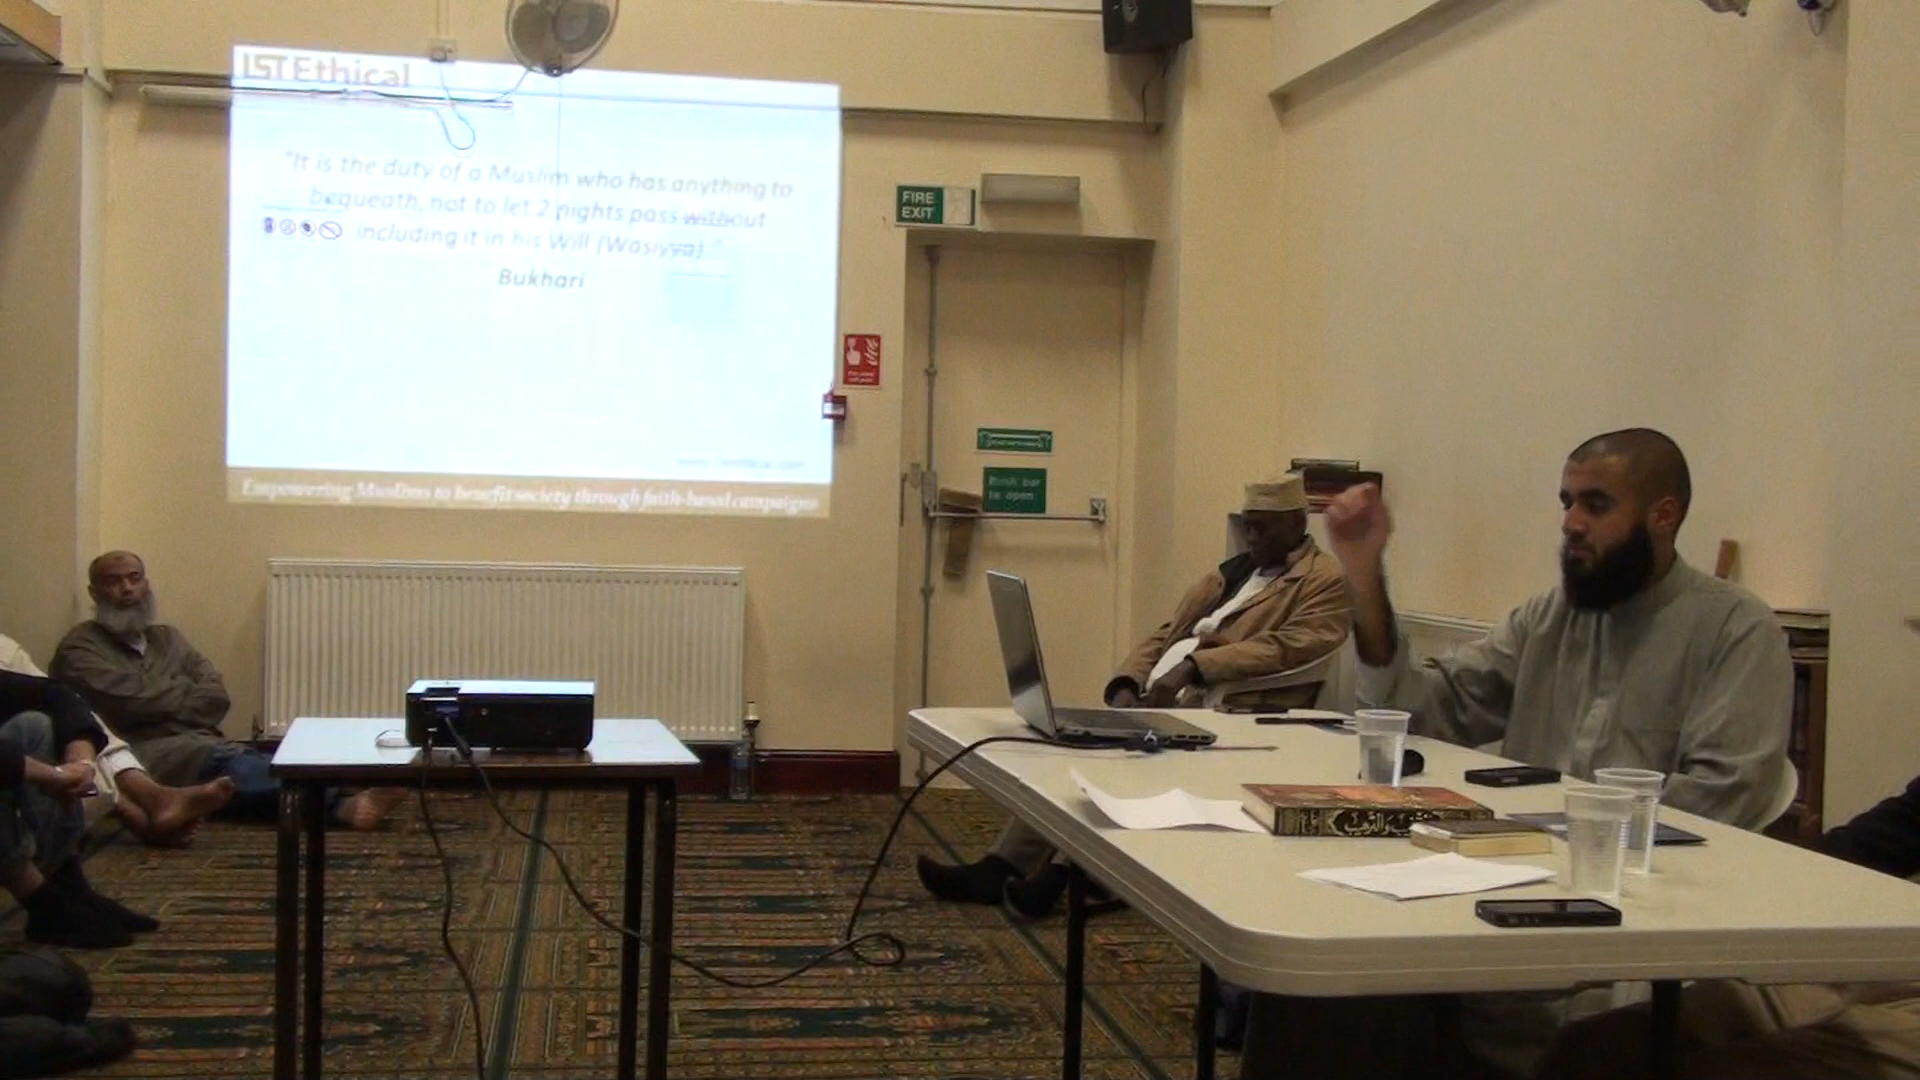 1STEthical
"It is the duty of a Muslim who has anything to
bequeath, not to let 2 nights pass without
including it in his Will (Wasiyya)."
Bukhari
Empowering Muslims to benefit society through faith-based campaigns
FIRE
EXIT
Push bar
to open